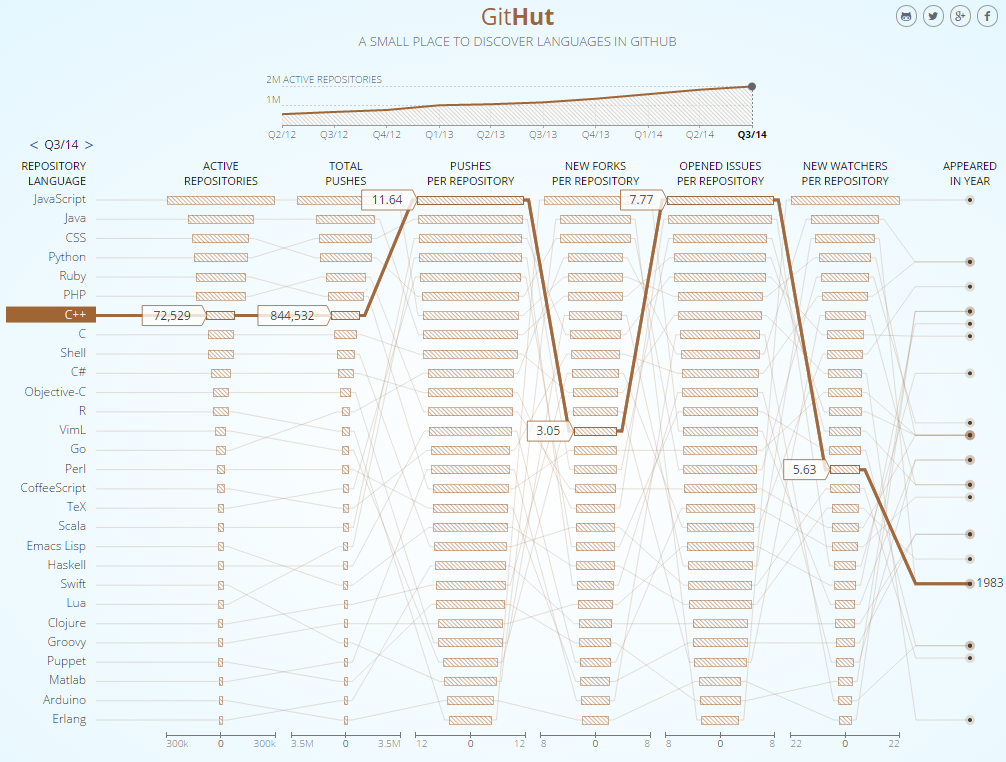 GitHut
A SMALL PLACE TO DISCOVER LANGUAGES IN GITHUB
2M ACTIVE REPOSITORIES
1M
Q2/12 Q3/12 Q4/12 Q1/13 Q2/13 Q3/13 Q4/13 Q1/14 Q2/14 Q3/14
< Q3/14 >
REPOSITORY LANGUAGE
ACTIVE REPOSITORIES
TOTAL PUSHES
PUSHES PER REPOSITORY
NEW FORKS PER REPOSITORY
OPENED ISSUES PER REPOSITORY
NEW WATCHERS PER REPOSITORY
APPEARED IN YEAR
JavaScript 11.64 7.77
Java
CSS
Python
Ruby
PHP
C++ 72,529 844,532
C
Shell
C#
Objective-C
R
VimL 3.05
Go
Perl 5.63
CoffeeScript
TeX
Scala
Emacs Lisp
Haskell
Swift 1983
Lua
Clojure
Groovy
Puppet
Matlab
Arduino
Erlang
300k 0 300k 3.5M 0 3.5M 12 0 12 8 0 8 8 0 8 22 0 22